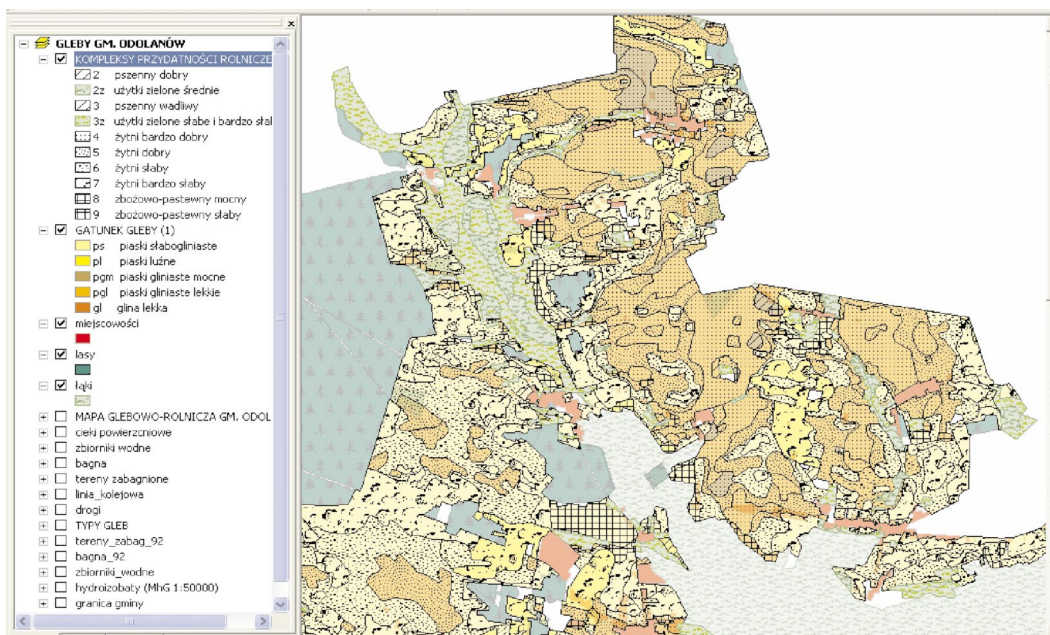 GLEBY GM. ODOLANÓW
KOMPLEKSY PRZYDATNOŚCI ROLNICZE
2 pszenny dobry
2z użytki zielone średnie
3 pszenny wadliwy
3z użytki zielone słabe i bardzo słal
4 żytni bardzo dobry
5 żytni dobry
6 żytni słaby
7 żytni bardzo słaby
8 zbożowo-pastewny mocny
9 zbożowo-pastewny słaby
GATUNEK GLEBY (1)
ps piaski słabogliniaste
pl piaski luźne
pgm piaski gliniaste mocne
pgl piaski gliniaste lekkie
gl glina lekka
miejscowości
lasy
łąki
MAPA GLEBOWO-ROLNICZA GM. ODOL
cieki powierzcniowe
zbiorniki wodne
bagna
tereny zabagnione
linia_kolejowa
drogi
TYPY GLEB
tereny_zabag_92
bagna_92
zbiorniki_wodne
hydroizobaty (MhG 1:50000)
granica gminy